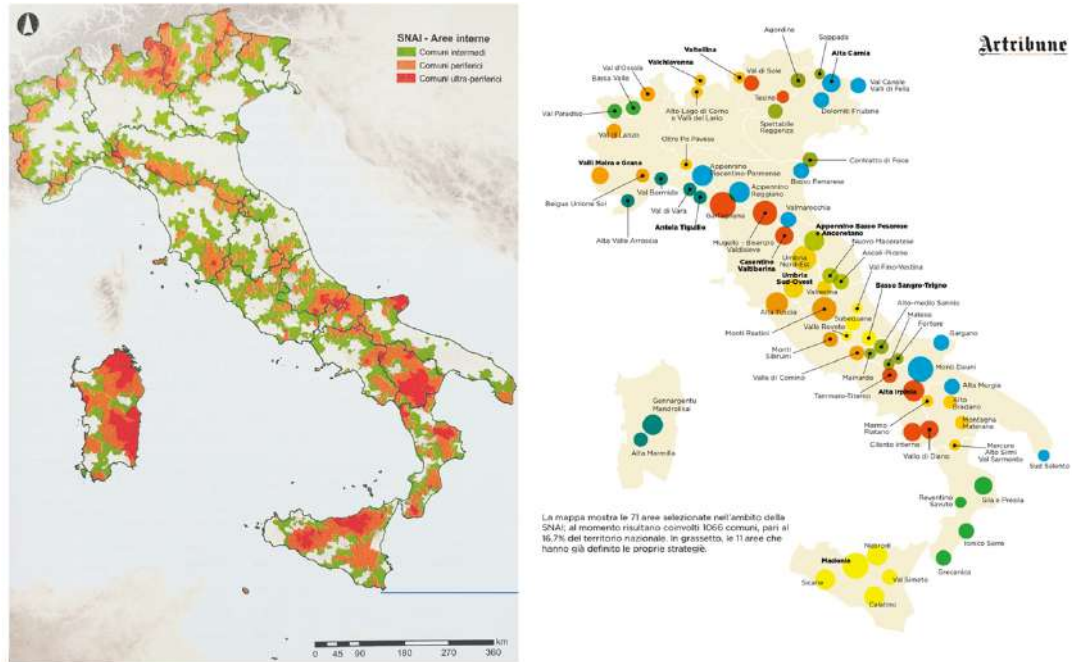 SNAI - Aree interne
Comuni intermedi
Comuni periferici
Comuni ultra-periferici
km
0 45 90 180 270 360
Artribune
Agordino
Sappada
Valtellina
Alta Carnia
Valchiavenna
Val di Sole
Val d'Ossola
Bassa Valle
Val Canale
Valli di Fella
Tesino
Dolomiti Friulane
Val Paradiso
Alto Lago di Como
e Valli del Lario
Spettabile
Reggenza
Val di Lanzo
Oltre Po Pavese
Contratto di Foce
Valli Maira e Grana
Appennino
Piacentino-Parmense
Basso Ferrarese
Val Bormida
Appennino
Reggiano
Beigua Unione Sol
Val di Vara
Valmarecchia
Garfagnana
Alta Valle Arroscia
Antola Tigullio
Mugello - Bisenzio
Valdisieve
Appennino Basso Pesarese
e Anconetano
Casentino
Valtiberina
Umbria
Nord-Est
Nuovo Maceratese
Ascoli-Piceno
Umbria
Sud-Ovest
Val Fino-Vestina
Valnerina
Basso Sangro-Trigno
Alta Tuscia
Alto-medio Sannio
Monti Reatini
Subequana
Matese
Valle Roveto
Fortore
Monti
Simbruini
Gargano
Valle di Comino
Mainarde
Monti Dauni
Tammaro-Titerno
Alta Irpinia
Alta Murgia
Gennargentu
Mandrolisai
Alto
Bradano
Marmo
Platano
Montagna
Materana
Alta Marmilla
Cilento Interno
Mercure
Alto Sinni
Val Sarmento
Vallo di Diano
Sud Salento
Sila e Presila
Reventino
Savuto
La mappa mostra le 71 aree selezionate nell'ambito della
SNAI; al momento risultano coinvolti 1066 comuni, pari al
16,7% del territorio nazionale. In grassetto, le 11 aree che
hanno già definito le proprie strategie.
Ionico Serre
Nebrodi
Madonie
Grecanica
Sicani
Val Simeto
Calatino